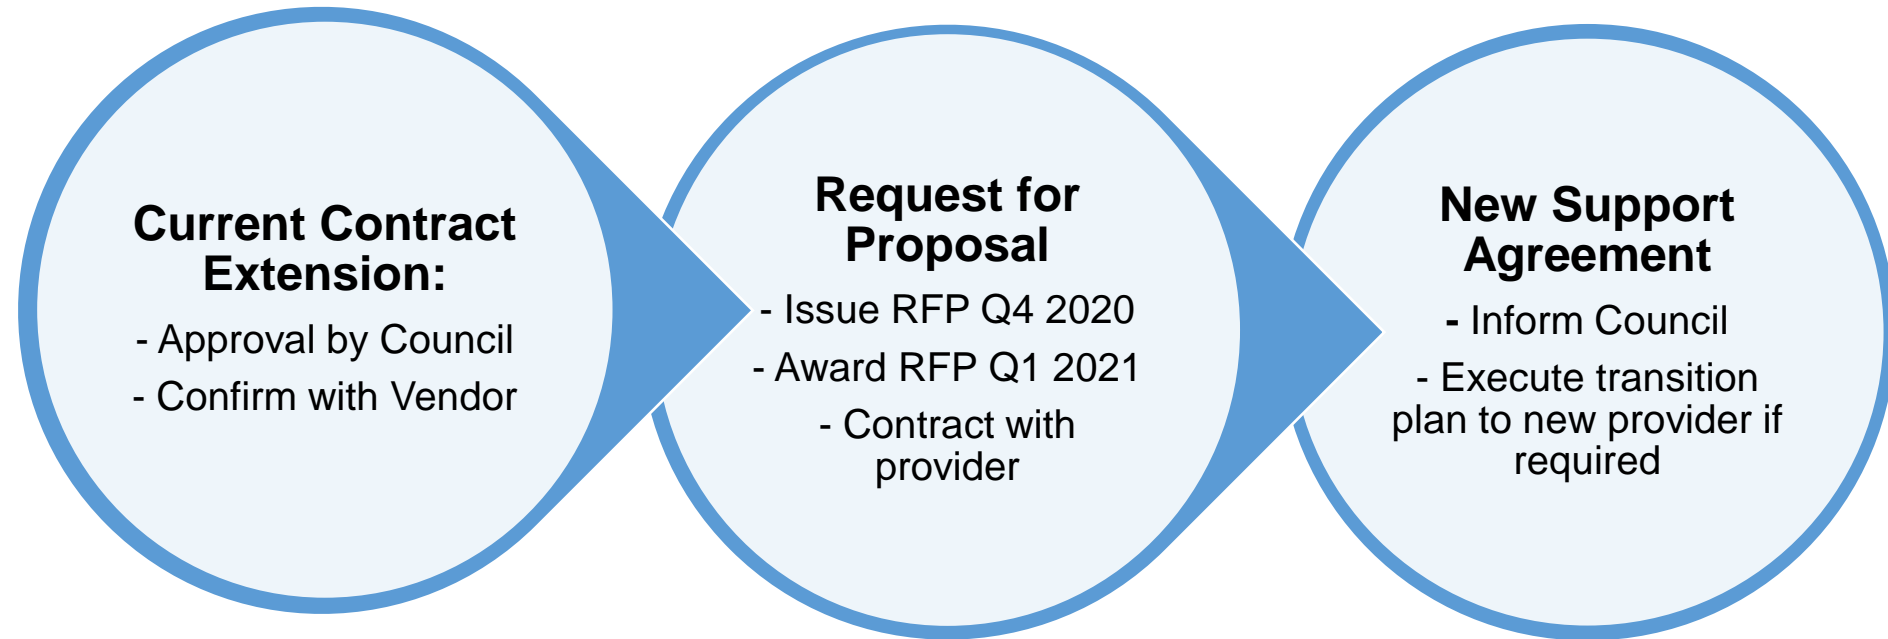 Current Contract
Extension:
- Approval by Council
- Confirm with Vendor
Request for
Proposal
- Issue RFP Q4 2020
- Award RFP Q1 2021
- Contract with
provider
New Support
Agreement
- Inform Council
- Execute transition
plan to new provider if
required